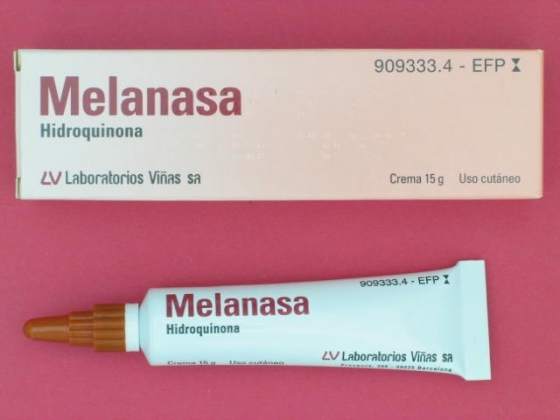 909333.4 - EFP
Melanasa
Hidroquinona
LV Laboratorios Viñas sa
Crema 15 g Uso cutáneo
909333.4 - EFP
Melanasa
Hidroquinona
Crema 15 g Uso cutáneo
LV Laboratorios Viñas sa
Barcelona